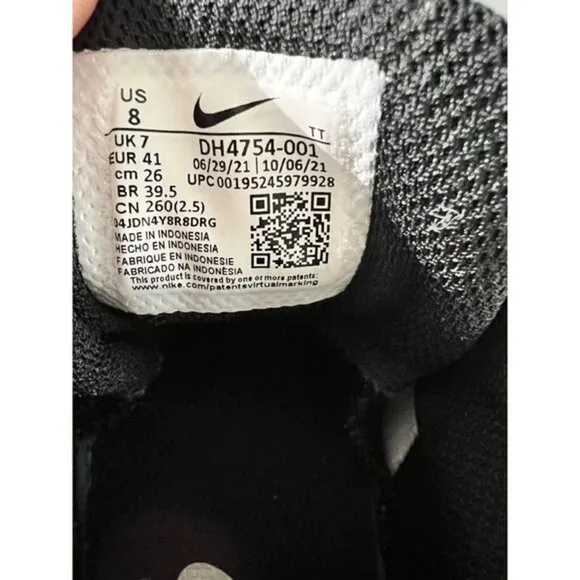 US
8
TT
UK 7
DH4754-001
EUR 41
06/29/21 | 10/06/21
cm 26
UPC 00195245979928
BR 39.5
CN 260(2.5)
04JDN4Y8R8DRG
MADE IN INDONESIA
HECHO EN INDONESIA
FABRIQUE EN INDONESIE
FABRICADO NA INDONESIA
This product is covered by one or more patents:
www.nike.com/patentsvirtualmarking